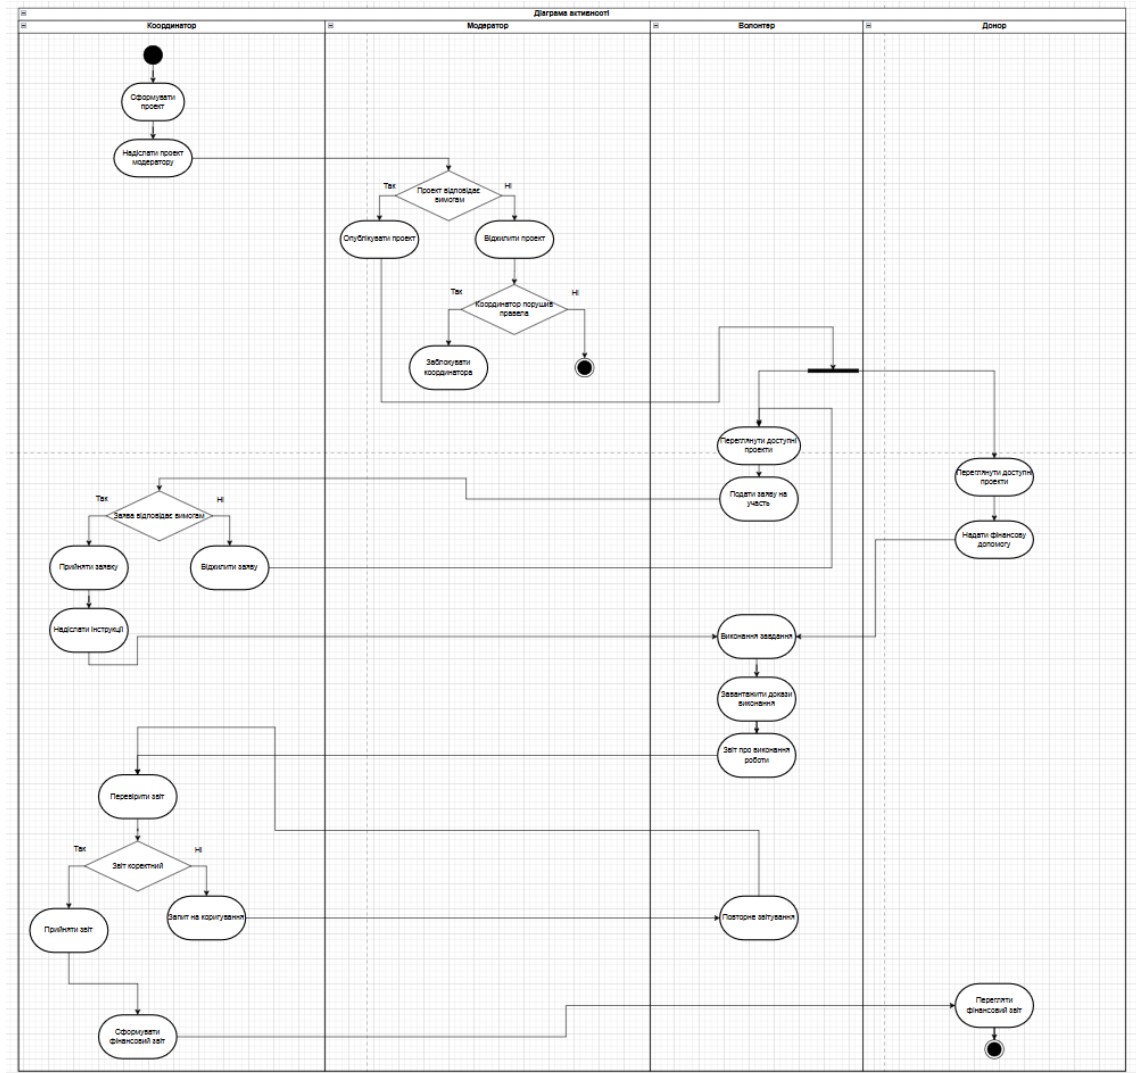 Діаграма активності
Координатор
Модератор
Волонтер
Донор
Сформувати
проект
Надіслати проект
модератору
Так
Проект відповідає
вимогам
Ні
Опублікувати проект
Відхилити проект
Так
Координатор порушив
правела
Ні
Заблокувати
координатора
Переглянути доступні
проекти
Подати заяву на
участь
Переглянути доступні
проекти
Надати фінансову
допомогу
Так
Заява відповідає вимогам
Ні
Прийняти заявку
Відхилити заяву
Надіслати інструкції
Виконання завдання
Завантажити докази
виконання
Звіт про виконання
роботи
Перевірити звіт
Так
Звіт коректний
Ні
Прийняти звіт
Запит на коригування
Повторне звітування
Сформувати
фінансовий звіт
Перегляти
фінансовий звіт